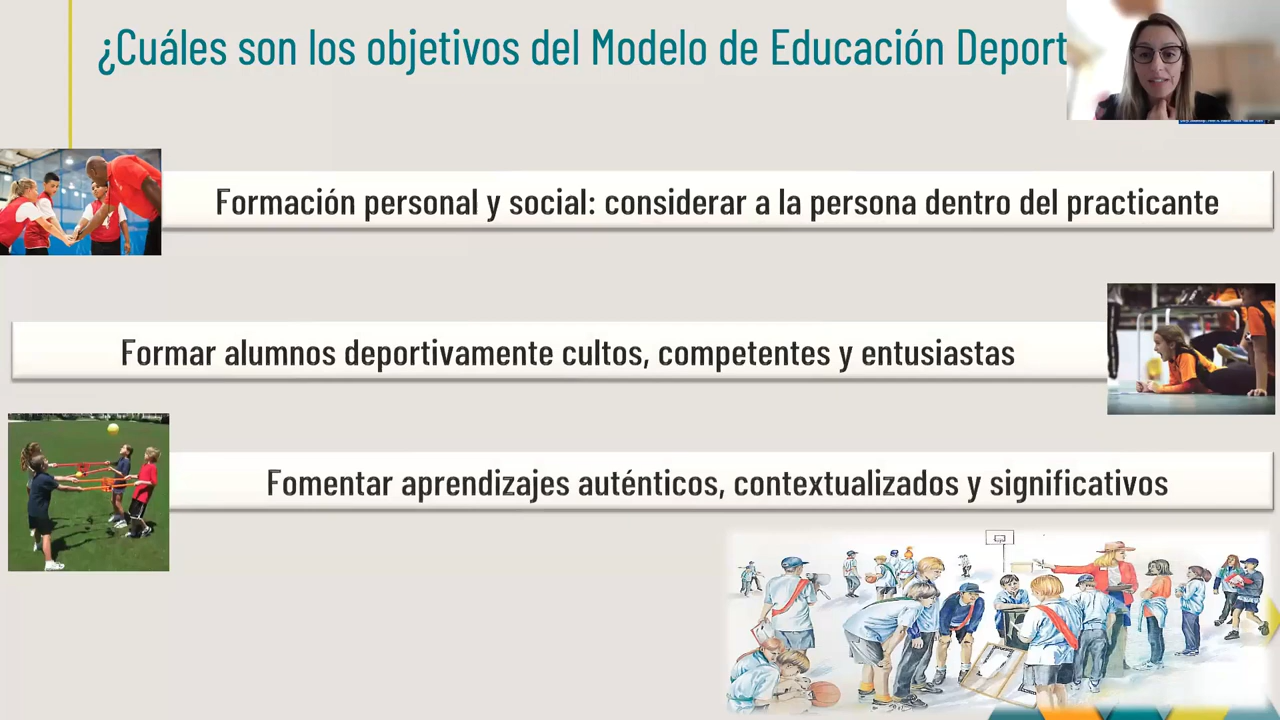 ¿Cuáles son los objetivos del Modelo de Educación Deport
Formación personal y social: considerar a la persona dentro del practicante
Formar alumnos deportivamente cultos, competentes y entusiastas
Fomentar aprendizajes auténticos, contextualizados y significativos